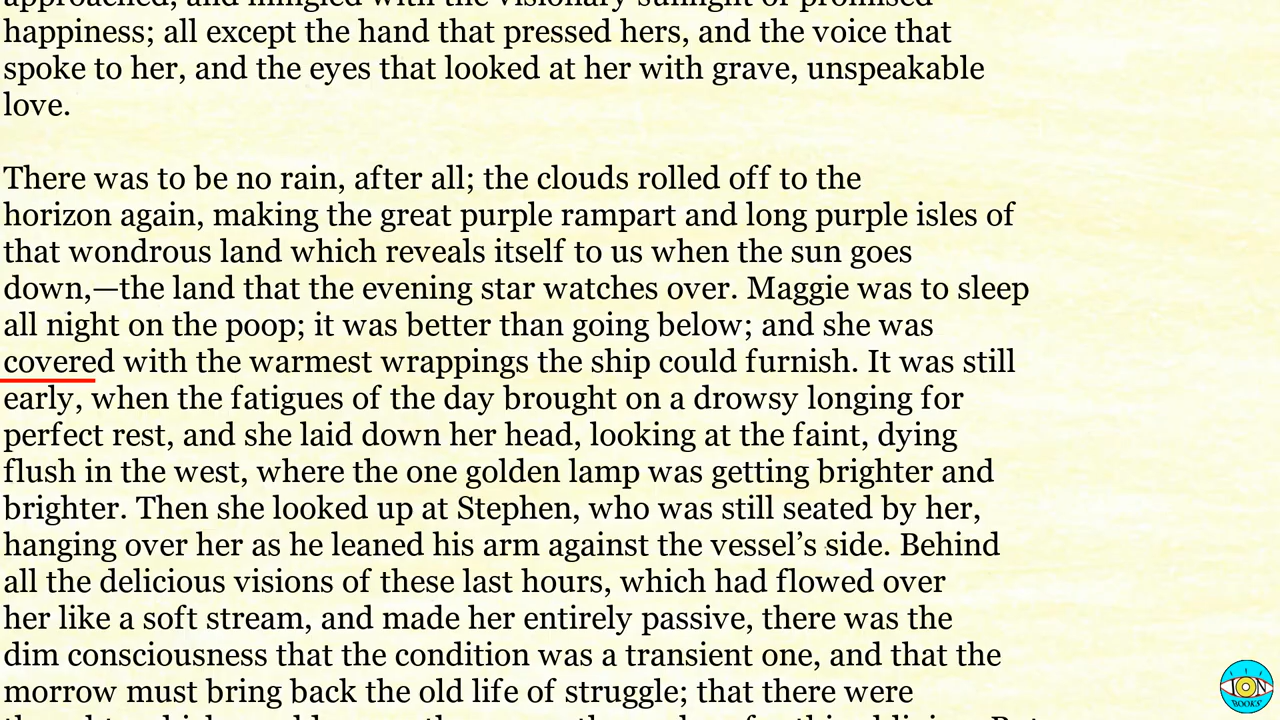 approached, and mingled with the visionary sunlight of promised
happiness; all except the hand that pressed hers, and the voice that
spoke to her, and the eyes that looked at her with grave, unspeakable
love.
There was to be no rain, after all; the clouds rolled off to the
horizon again, making the great purple rampart and long purple isles of
that wondrous land which reveals itself to us when the sun goes
down,—the land that the evening star watches over. Maggie was to sleep
all night on the poop; it was better than going below; and she was
covered with the warmest wrappings the ship could furnish. It was still
early, when the fatigues of the day brought on a drowsy longing for
perfect rest, and she laid down her head, looking at the faint, dying
flush in the west, where the one golden lamp was getting brighter and
brighter. Then she looked up at Stephen, who was still seated by her,
hanging over her as he leaned his arm against the vessel’s side. Behind
all the delicious visions of these last hours, which had flowed over
her like a soft stream, and made her entirely passive, there was the
dim consciousness that the condition was a transient one, and that the
morrow must bring back the old life of struggle; that there were
ION
BOOKS